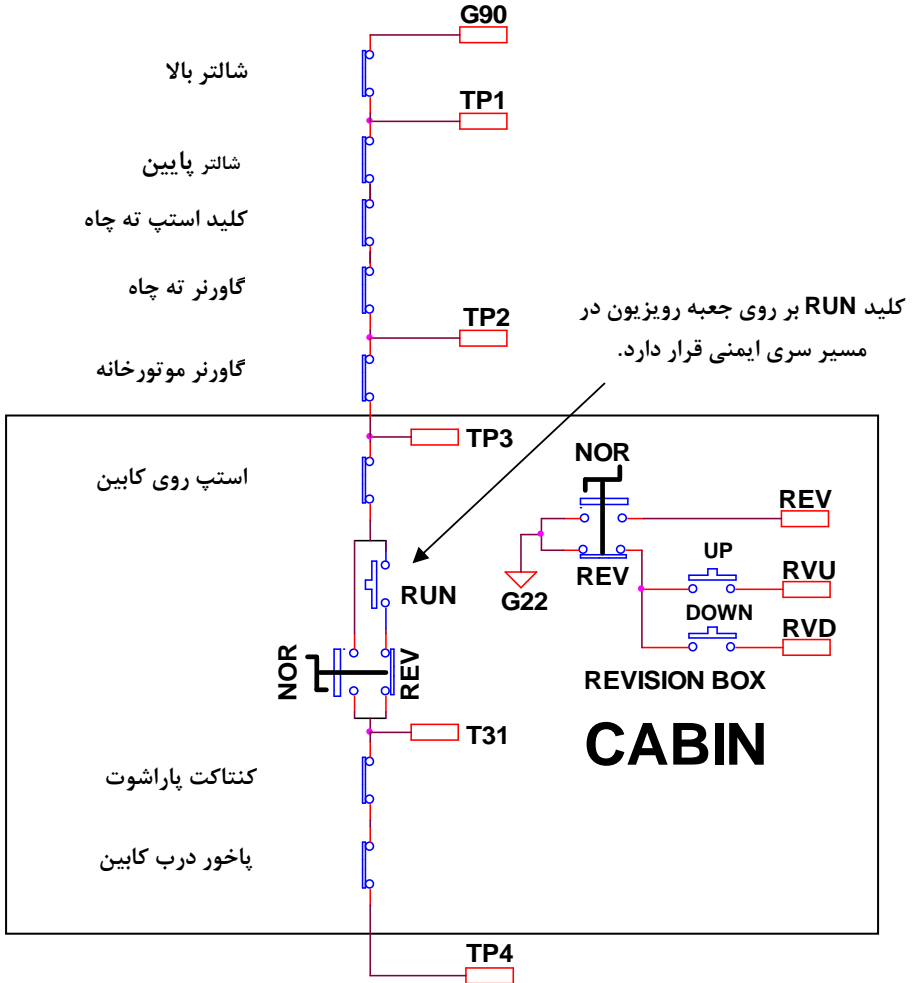 G90
شالتر بالا
TP1
شالتر پایین
کلید استپ ته چاه
گاورنر ته چاه
TP2
گاورنر موتورخانه
کلید RUN بر روی جعبه رویزیون در
مسیر سری ایمنی قرار دارد.
TP3
استپ روی کابین
NOR
REV
REV
UP
RVU
G22
DOWN
RVD
RUN
NOR
REV
REVISION BOX
T31
CABIN
کنتاکت پاراشوت
پاخور درب کابین
TP4